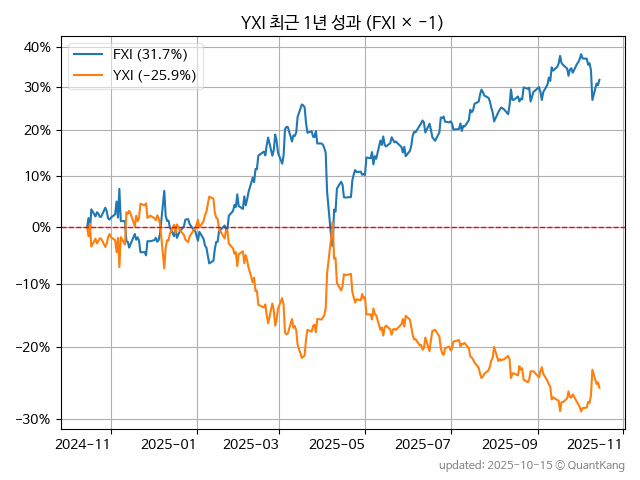 YXI 최근 1년 성과 (FXI × -1)
FXI (31.7%)
YXI (-25.9%)
40%
30%
20%
10%
0%
-10%
-20%
-30%
2024-11 2025-01 2025-03 2025-05 2025-07 2025-09 2025-11
updated: 2025-10-15 © QuantKang